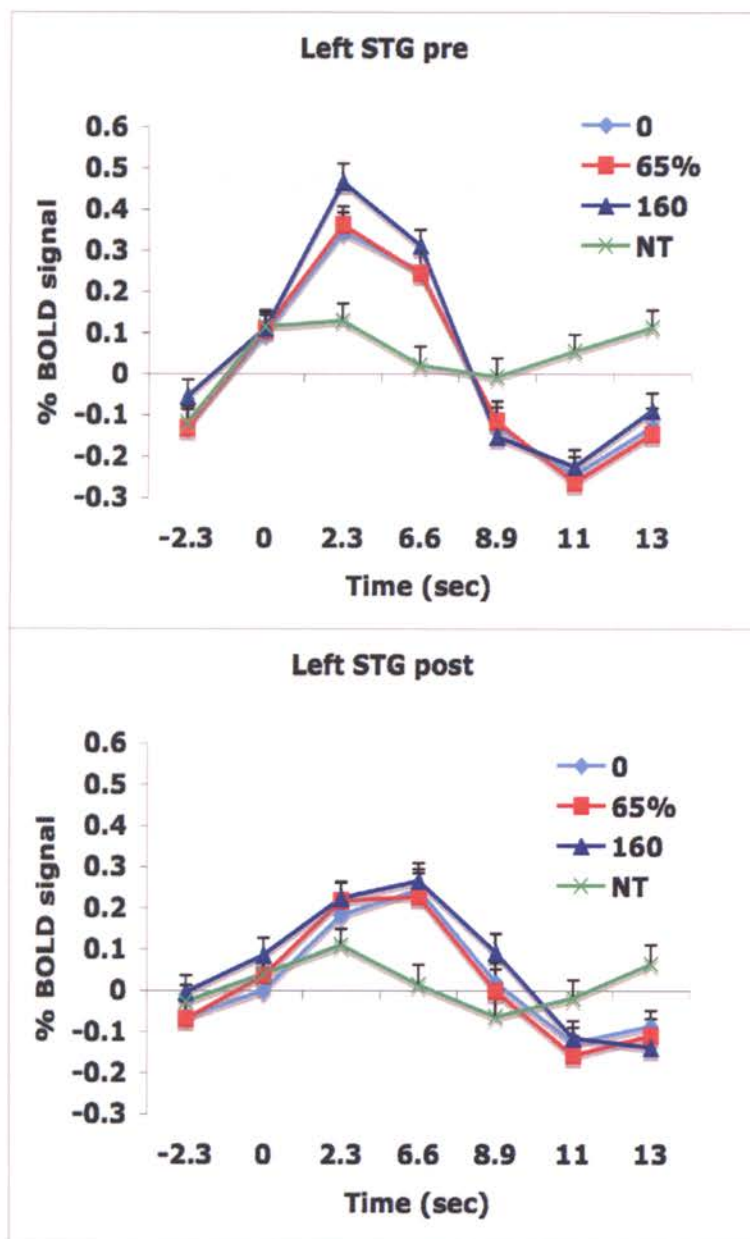 Left STG pre
0.6
0.5
0.4
0.3
0.2
0.1
0
-0.1
-0.2
-0.3
% BOLD signal
0
65%
160
NT
-2.3 0 2.3 6.6 8.9 11 13
Time (sec)
Left STG post
0.6
0.5
0.4
0.3
0.2
0.1
0
-0.1
-0.2
-0.3
% BOLD signal
0
65%
160
NT
-2.3 0 2.3 6.6 8.9 11 13
Time (sec)